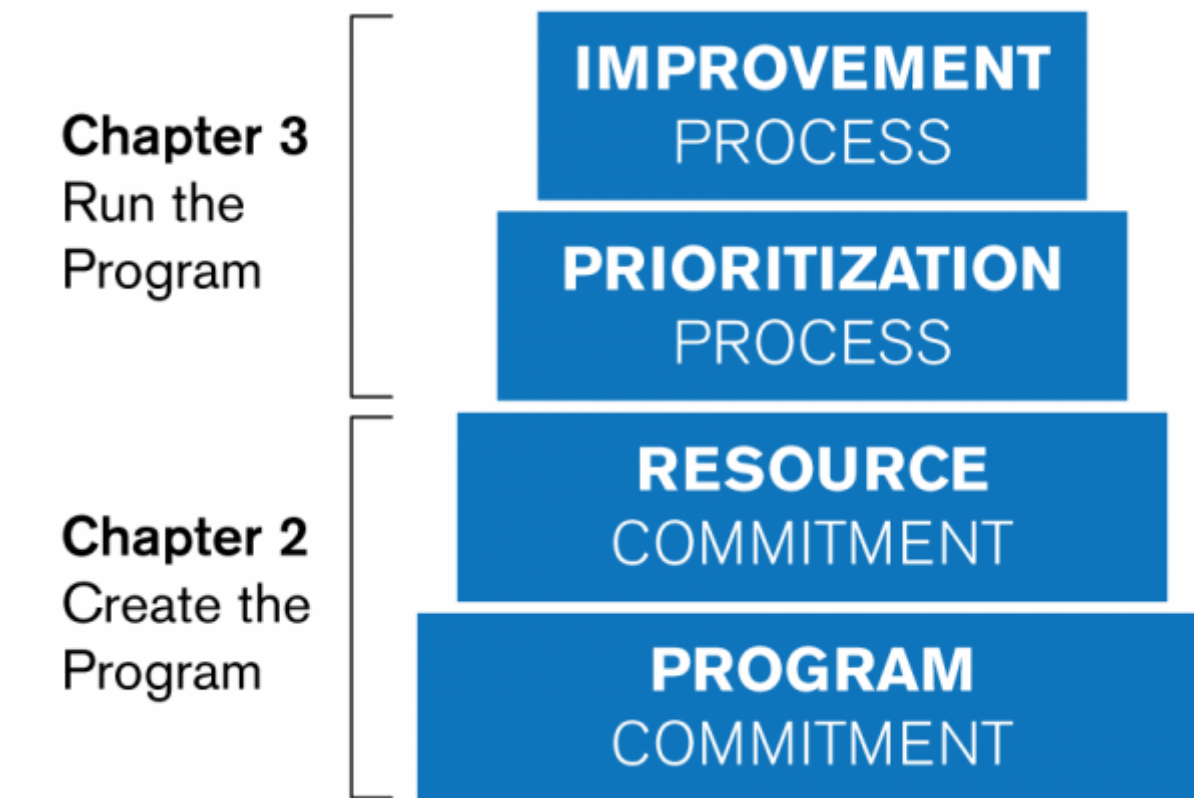 Chapter 3
Run the
Program
IMPROVEMENT
PROCESS
PRIORITIZATION
PROCESS
Chapter 2
Create the
Program
RESOURCE
COMMITMENT
PROGRAM
COMMITMENT